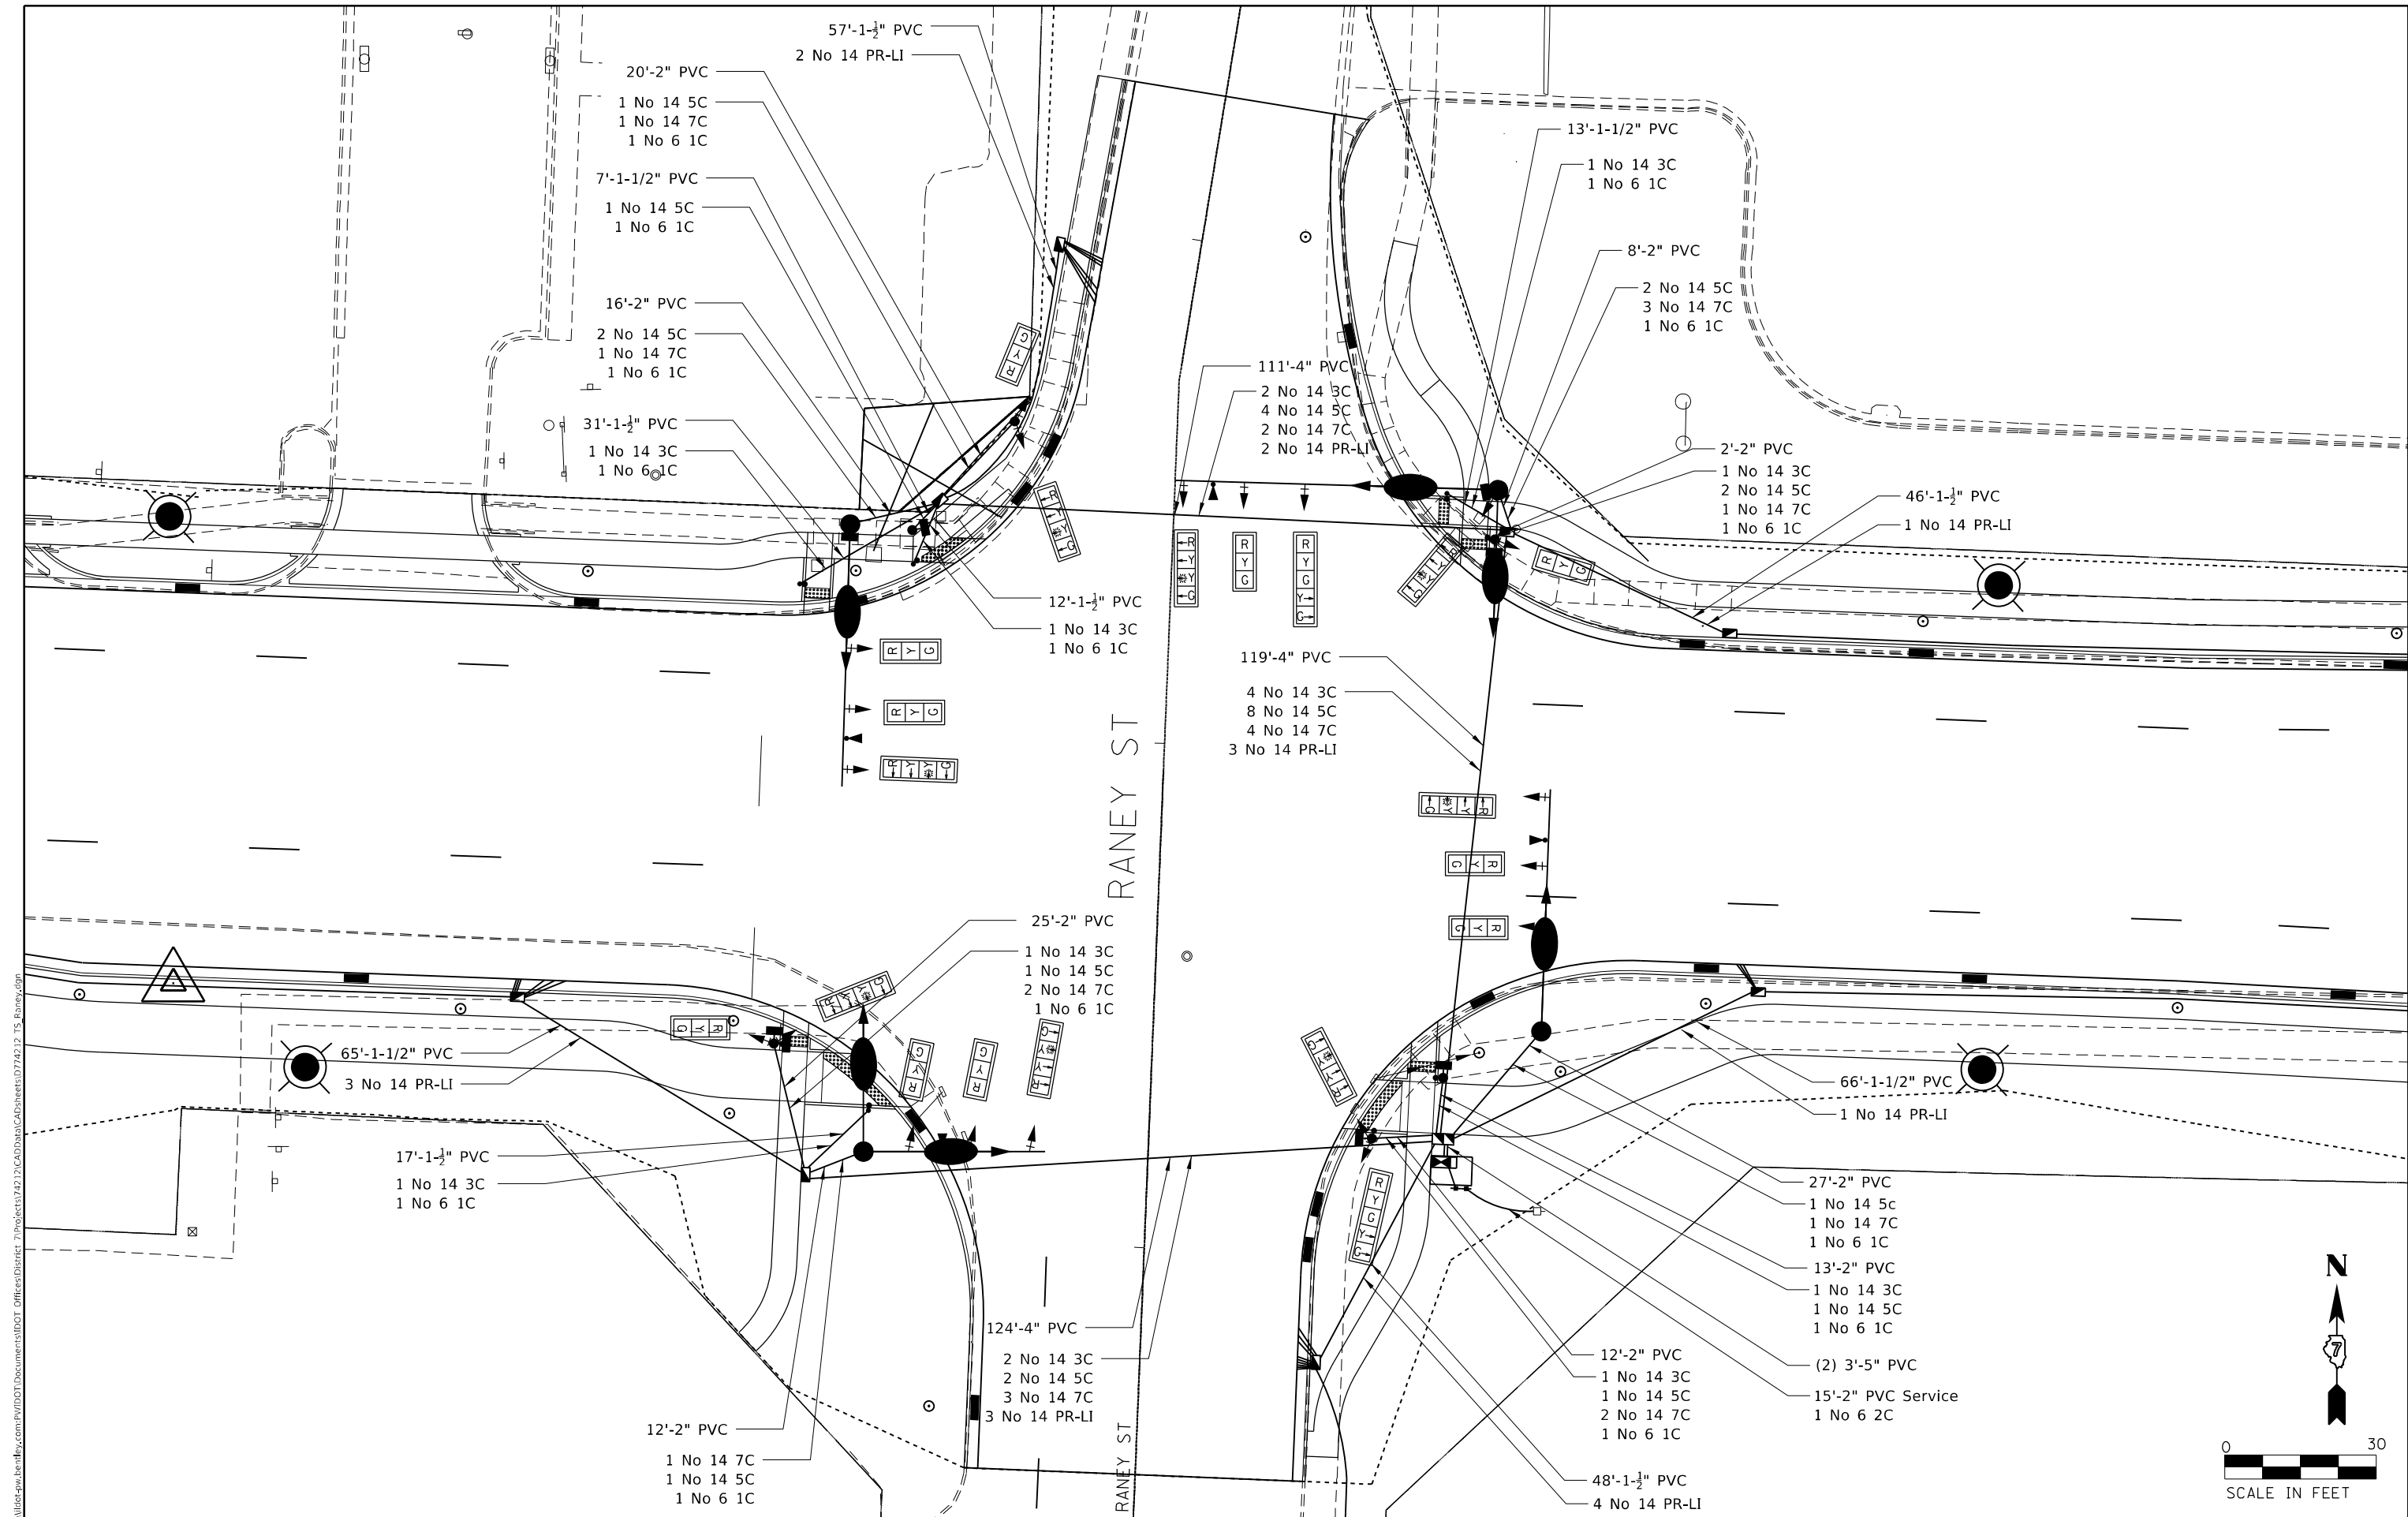 57'-1-1/2" PVC
2 No 14 PR-LI
20'-2" PVC
1 No 14 5C
1 No 14 7C
1 No 6 1C
7'-1-1/2" PVC
1 No 14 5C
1 No 6 1C
16'-2" PVC
2 No 14 5C
1 No 14 7C
1 No 6 1C
31'-1-1/2" PVC
1 No 14 3C
1 No 6 1C
13'-1-1/2" PVC
1 No 14 3C
1 No 6 1C
8'-2" PVC
2 No 14 5C
3 No 14 7C
1 No 6 1C
111'-4" PVC
2 No 14 3C
4 No 14 5C
2 No 14 7C
2 No 14 PR-LI
2'-2" PVC
1 No 14 3C
2 No 14 5C
1 No 14 7C
1 No 6 1C
46'-1-1/2" PVC
1 No 14 PR-LI
R Y G
R Y Y G
R Y Y G
R Y G
R Y G Y G
R Y Y G
R Y G
12'-1-1/2" PVC
1 No 14 3C
1 No 6 1C
R Y G
R Y G
R Y Y G
119'-4" PVC
4 No 14 3C
8 No 14 5C
4 No 14 7C
3 No 14 PR-LI
RANEY ST
R Y Y G
R Y G
R Y G
25'-2" PVC
1 No 14 3C
1 No 14 5C
2 No 14 7C
1 No 6 1C
R Y Y G
R Y G
R Y G
R Y G
R Y Y G
R Y Y G
65'-1-1/2" PVC
3 No 14 PR-LI
66'-1-1/2" PVC
1 No 14 PR-LI
17'-1-1/2" PVC
1 No 14 3C
1 No 6 1C
R Y G Y G
27'-2" PVC
1 No 14 5c
1 No 14 7C
1 No 6 1C
13'-2" PVC
1 No 14 3C
1 No 14 5C
1 No 6 1C
124'-4" PVC
2 No 14 3C
2 No 14 5C
3 No 14 7C
3 No 14 PR-LI
12'-2" PVC
1 No 14 3C
1 No 14 5C
2 No 14 7C
1 No 6 1C
(2) 3'-5" PVC
15'-2" PVC Service
1 No 6 2C
12'-2" PVC
1 No 14 7C
1 No 14 5C
1 No 6 1C
RANEY ST
48'-1-1/2" PVC
4 No 14 PR-LI
N
7
0 30
SCALE IN FEET